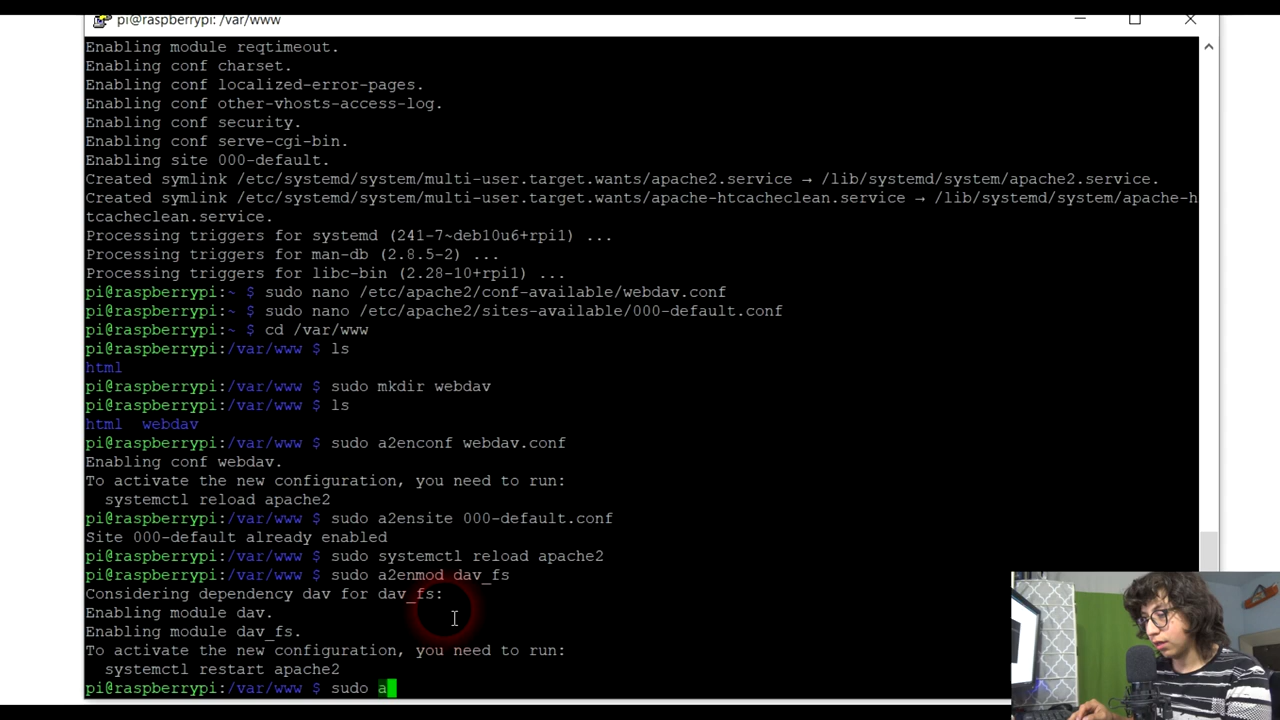 pi@raspberrypi: /var/www
Enabling module reqtimeout.
Enabling conf charset.
Enabling conf localized-error-pages.
Enabling conf other-vhosts-access-log.
Enabling conf security.
Enabling conf serve-cgi-bin.
Enabling site 000-default.
Created symlink /etc/systemd/system/multi-user.target.wants/apache2.service → /lib/systemd/system/apache2.service.
Created symlink /etc/systemd/system/multi-user.target.wants/apache-htcacheclean.service → /lib/systemd/system/apache-h
tcacheclean.service.
Processing triggers for systemd (241-7~deb10u6+rpi1) ...
Processing triggers for man-db (2.8.5-2) ...
Processing triggers for libc-bin (2.28-10+rpi1) ...
pi@raspberrypi:~ $ sudo nano /etc/apache2/conf-available/webdav.conf
pi@raspberrypi:~ $ sudo nano /etc/apache2/sites-available/000-default.conf
pi@raspberrypi:~ $ cd /var/www
pi@raspberrypi:/var/www $ ls
html
pi@raspberrypi:/var/www $ sudo mkdir webdav
pi@raspberrypi:/var/www $ ls
html  webdav
pi@raspberrypi:/var/www $ sudo a2enconf webdav.conf
Enabling conf webdav.
To activate the new configuration, you need to run:
  systemctl reload apache2
pi@raspberrypi:/var/www $ sudo a2ensite 000-default.conf
Site 000-default already enabled
pi@raspberrypi:/var/www $ sudo systemctl reload apache2
pi@raspberrypi:/var/www $ sudo a2enmod dav_fs
Considering dependency dav for dav_fs:
Enabling module dav.
Enabling module dav_fs.
To activate the new configuration, you need to run:
  systemctl restart apache2
pi@raspberrypi:/var/www $ sudo a